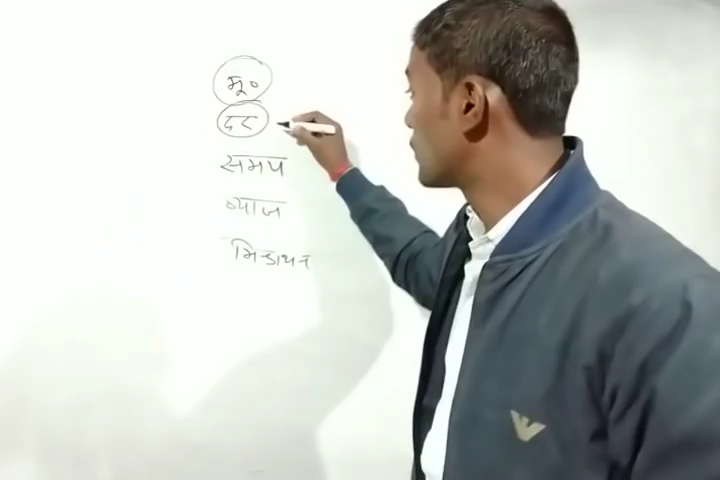 मू०
दर
समय
ब्याज
मिश्रधन